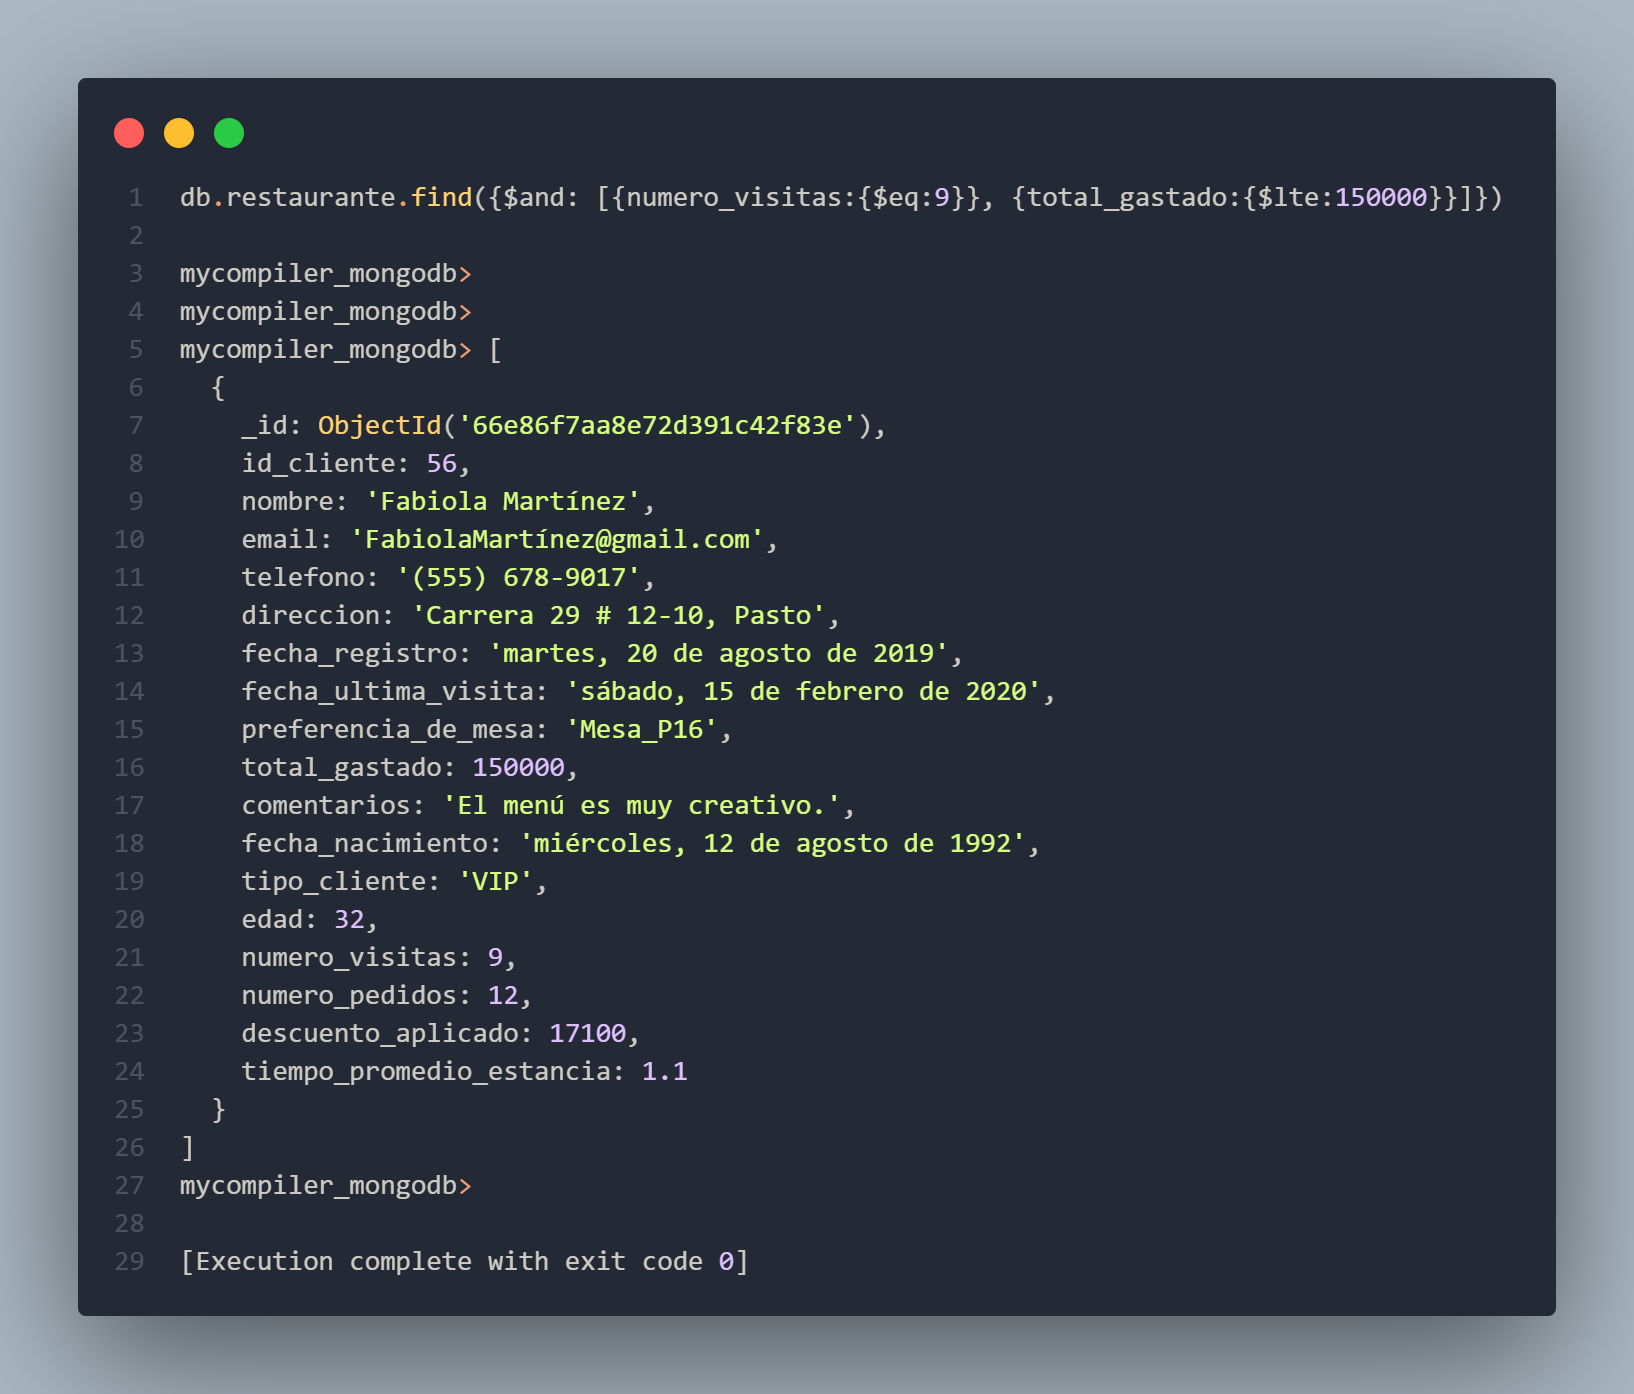 1 db.restaurante.find({$and: [{numero_visitas:{$eq:9}}, {total_gastado:{$lte:150000}}]})
2
3 mycompiler_mongodb>
4 mycompiler_mongodb>
5 mycompiler_mongodb> [
6   {
7     _id: ObjectId('66e86f7aa8e72d391c42f83e'),
8     id_cliente: 56,
9     nombre: 'Fabiola Martínez',
10     email: 'FabiolaMartínez@gmail.com',
11     telefono: '(555) 678-9017',
12     direccion: 'Carrera 29 # 12-10, Pasto',
13     fecha_registro: 'martes, 20 de agosto de 2019',
14     fecha_ultima_visita: 'sábado, 15 de febrero de 2020',
15     preferencia_de_mesa: 'Mesa_P16',
16     total_gastado: 150000,
17     comentarios: 'El menú es muy creativo.',
18     fecha_nacimiento: 'miércoles, 12 de agosto de 1992',
19     tipo_cliente: 'VIP',
20     edad: 32,
21     numero_visitas: 9,
22     numero_pedidos: 12,
23     descuento_aplicado: 17100,
24     tiempo_promedio_estancia: 1.1
25   }
26 ]
27 mycompiler_mongodb>
28
29 [Execution complete with exit code 0]